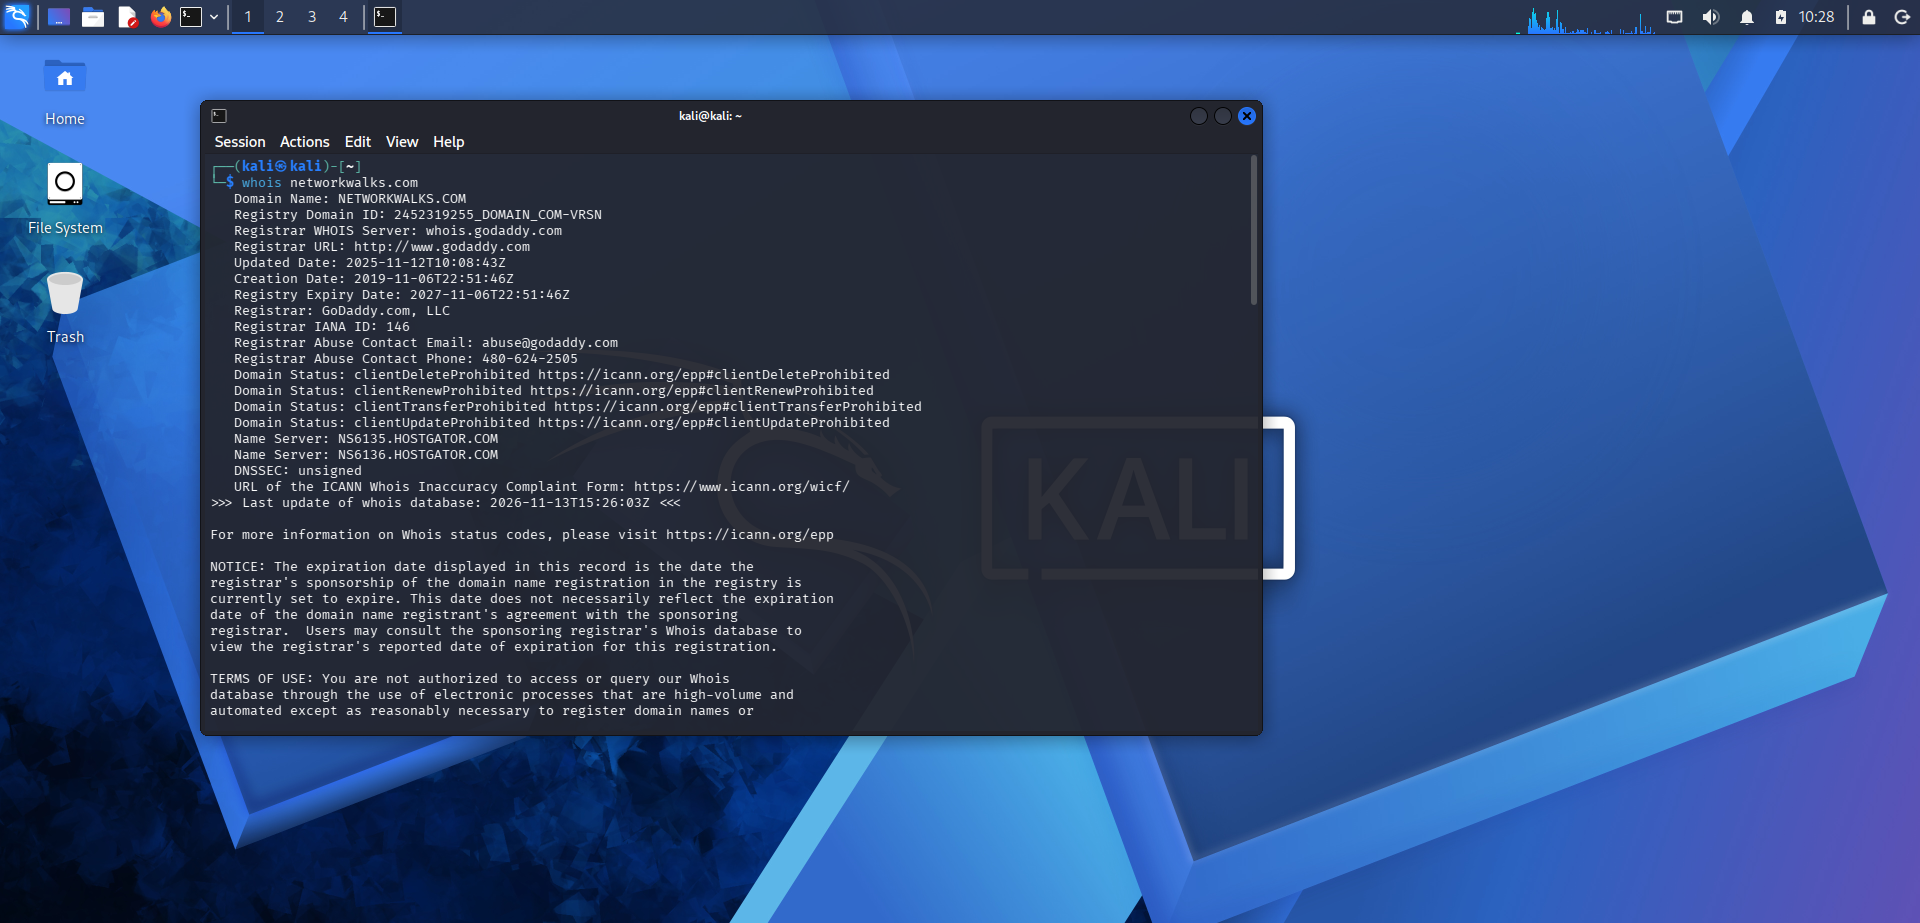 1 2 3 4
10:28
Home
File System
Trash
kali@kali: ~
Session Actions Edit View Help
┌──(kali㉿kali)-[~]
└─$ whois networkwalks.com
Domain Name: NETWORKWALKS.COM
Registry Domain ID: 2452319255_DOMAIN_COM-VRSN
Registrar WHOIS Server: whois.godaddy.com
Registrar URL: http://www.godaddy.com
Updated Date: 2025-11-12T10:08:43Z
Creation Date: 2019-11-06T22:51:46Z
Registry Expiry Date: 2027-11-06T22:51:46Z
Registrar: GoDaddy.com, LLC
Registrar IANA ID: 146
Registrar Abuse Contact Email: abuse@godaddy.com
Registrar Abuse Contact Phone: 480-624-2505
Domain Status: clientDeleteProhibited https://icann.org/epp#clientDeleteProhibited
Domain Status: clientRenewProhibited https://icann.org/epp#clientRenewProhibited
Domain Status: clientTransferProhibited https://icann.org/epp#clientTransferProhibited
Domain Status: clientUpdateProhibited https://icann.org/epp#clientUpdateProhibited
Name Server: NS6135.HOSTGATOR.COM
Name Server: NS6136.HOSTGATOR.COM
DNSSEC: unsigned
URL of the ICANN Whois Inaccuracy Complaint Form: https://www.icann.org/wicf/
>>> Last update of whois database: 2026-11-13T15:26:03Z <<<
For more information on Whois status codes, please visit https://icann.org/epp
NOTICE: The expiration date displayed in this record is the date the
registrar's sponsorship of the domain name registration in the registry is
currently set to expire. This date does not necessarily reflect the expiration
date of the domain name registrant's agreement with the sponsoring
registrar.  Users may consult the sponsoring registrar's Whois database to
view the registrar's reported date of expiration for this registration.
TERMS OF USE: You are not authorized to access or query our Whois
database through the use of electronic processes that are high-volume and
automated except as reasonably necessary to register domain names or
KALI